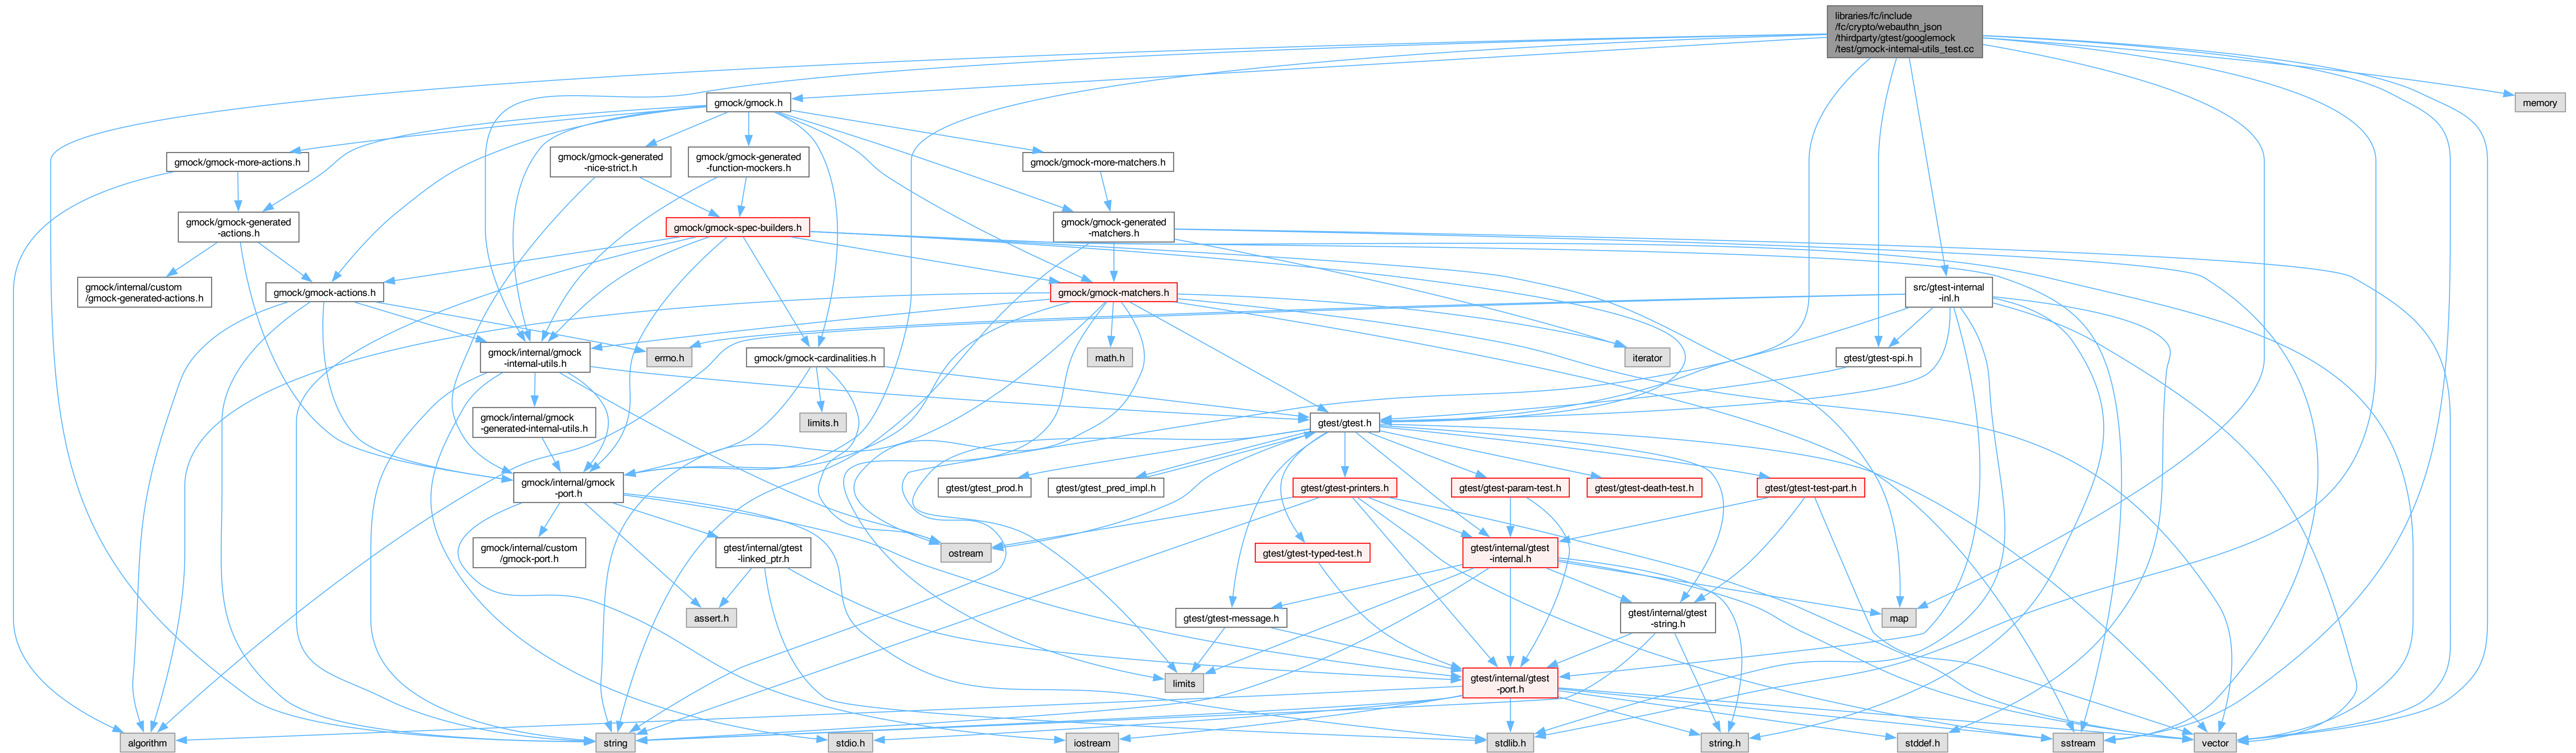 libraries/fc/include
/fc/crypto/webauthn_json
/thirdparty/gtest/googlemock
/test/gmock-internal-utils_test.cc
gmock/gmock.h
memory
gmock/gmock-more-actions.h
gmock/gmock-generated
-nice-strict.h
gmock/gmock-generated
-function-mockers.h
gmock/gmock-more-matchers.h
gmock/gmock-generated
-actions.h
gmock/gmock-spec-builders.h
gmock/gmock-generated
-matchers.h
gmock/internal/custom
/gmock-generated-actions.h
gmock/gmock-actions.h
gmock/gmock-matchers.h
src/gtest-internal
-inl.h
gmock/internal/gmock
-internal-utils.h
errno.h
gmock/gmock-cardinalities.h
math.h
iterator
gtest/gtest-spi.h
gmock/internal/gmock
-generated-internal-utils.h
limits.h
gtest/gtest.h
gmock/internal/gmock
-port.h
gtest/gtest_prod.h
gtest/gtest_pred_impl.h
gtest/gtest-printers.h
gtest/gtest-param-test.h
gtest/gtest-death-test.h
gtest/gtest-test-part.h
gmock/internal/custom
/gmock-port.h
gtest/internal/gtest
-linked_ptr.h
ostream
gtest/gtest-typed-test.h
gtest/internal/gtest
-internal.h
assert.h
gtest/gtest-message.h
gtest/internal/gtest
-string.h
map
limits
gtest/internal/gtest
-port.h
algorithm
string
stdio.h
iostream
stdlib.h
string.h
stddef.h
sstream
vector